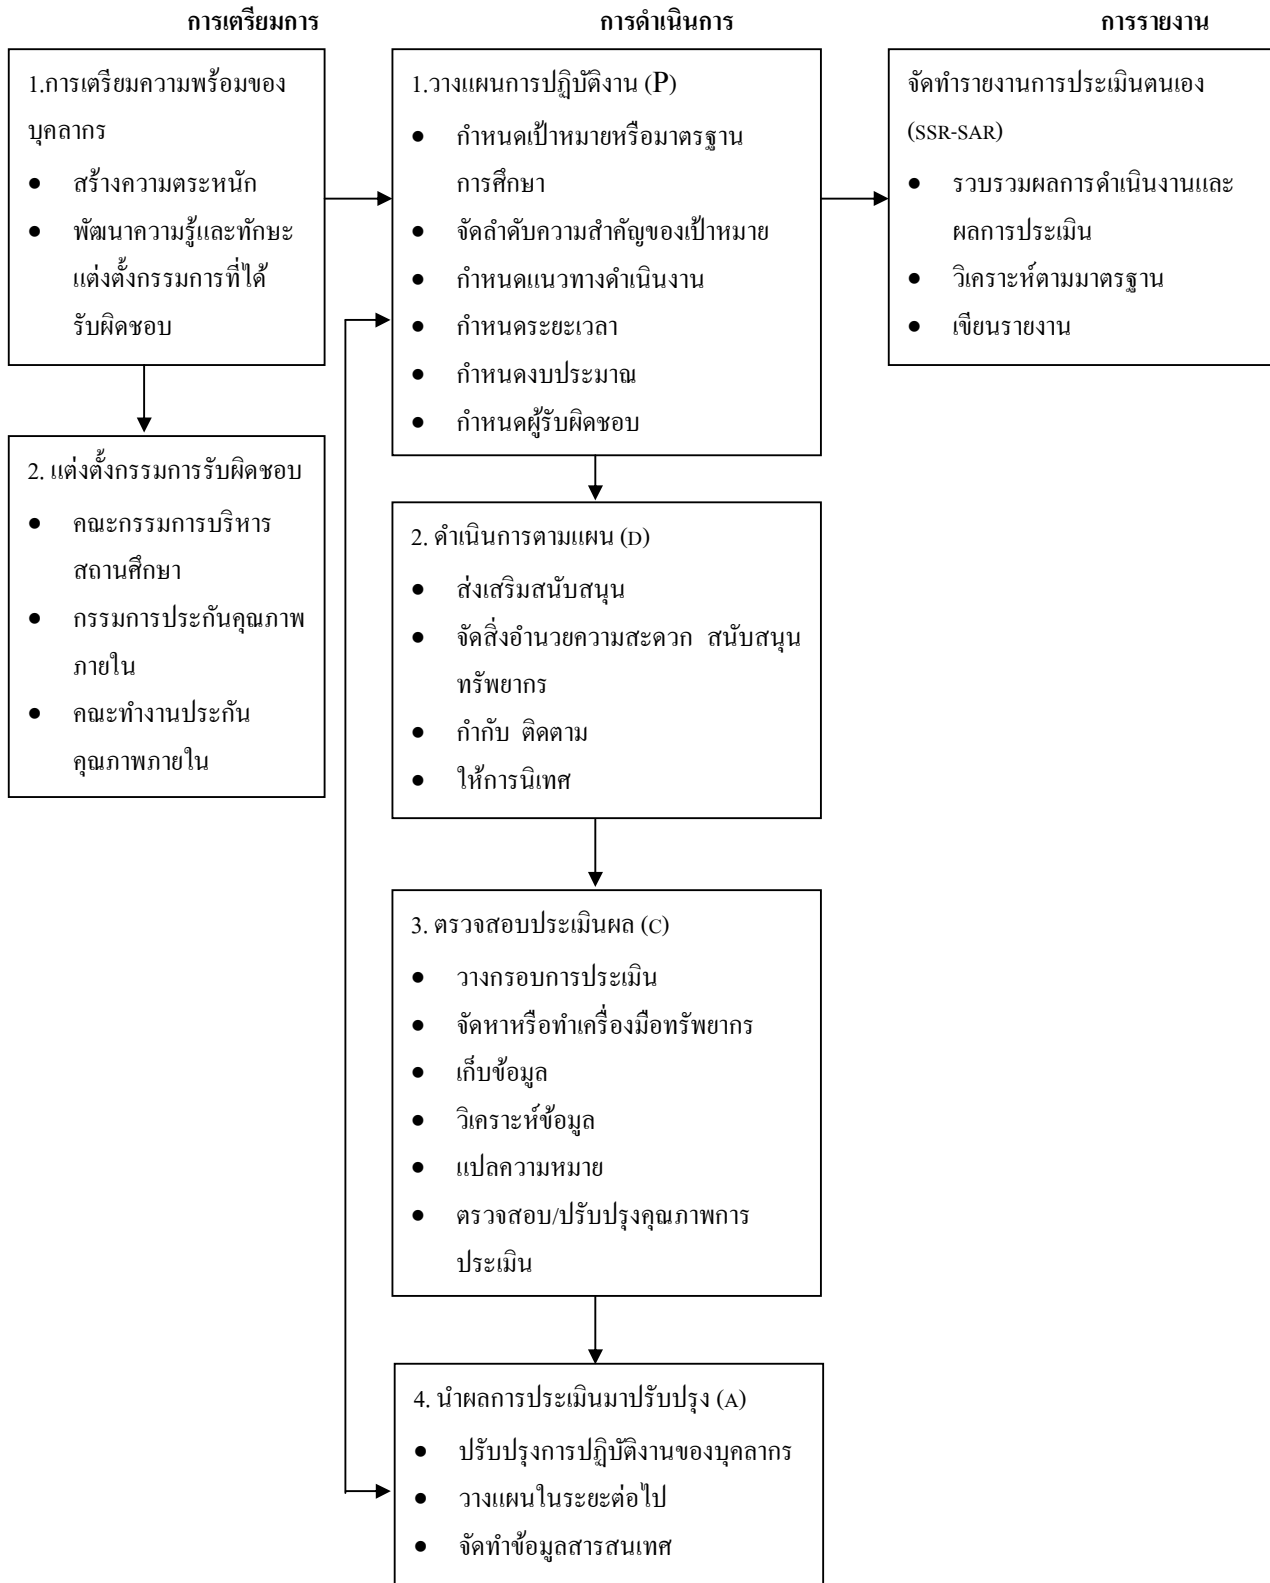 การเตรียมการ
การดำเนินการ
การรายงาน
1.การเตรียมความพร้อมของ
บุคลากร
● สร้างความตระหนัก
● พัฒนาความรู้และทักษะ
แต่งตั้งกรรมการที่ได้
รับผิดชอบ
2. แต่งตั้งกรรมการรับผิดชอบ
● คณะกรรมการบริหาร
สถานศึกษา
● กรรมการประกันคุณภาพ
ภายใน
● คณะทำงานประกัน
คุณภาพภายใน
1.วางแผนการปฏิบัติงาน (P)
● กำหนดเป้าหมายหรือมาตรฐาน
การศึกษา
● จัดลำดับความสำคัญของเป้าหมาย
● กำหนดแนวทางดำเนินงาน
● กำหนดระยะเวลา
● กำหนดงบประมาณ
● กำหนดผู้รับผิดชอบ
2. ดำเนินการตามแผน (D)
● ส่งเสริมสนับสนุน
● จัดสิ่งอำนวยความสะดวก สนับสนุน
ทรัพยากร
● กำกับ ติดตาม
● ให้การนิเทศ
3. ตรวจสอบประเมินผล (C)
● วางกรอบการประเมิน
● จัดหาหรือทำเครื่องมือทรัพยากร
● เก็บข้อมูล
● วิเคราะห์ข้อมูล
● แปลความหมาย
● ตรวจสอบ/ปรับปรุงคุณภาพการ
ประเมิน
4. นำผลการประเมินมาปรับปรุง (A)
● ปรับปรุงการปฏิบัติงานของบุคลากร
● วางแผนในระยะต่อไป
● จัดทำข้อมูลสารสนเทศ
จัดทำรายงานการประเมินตนเอง
(SSR-SAR)
● รวบรวมผลการดำเนินงานและ
ผลการประเมิน
● วิเคราะห์ตามมาตรฐาน
● เขียนรายงาน